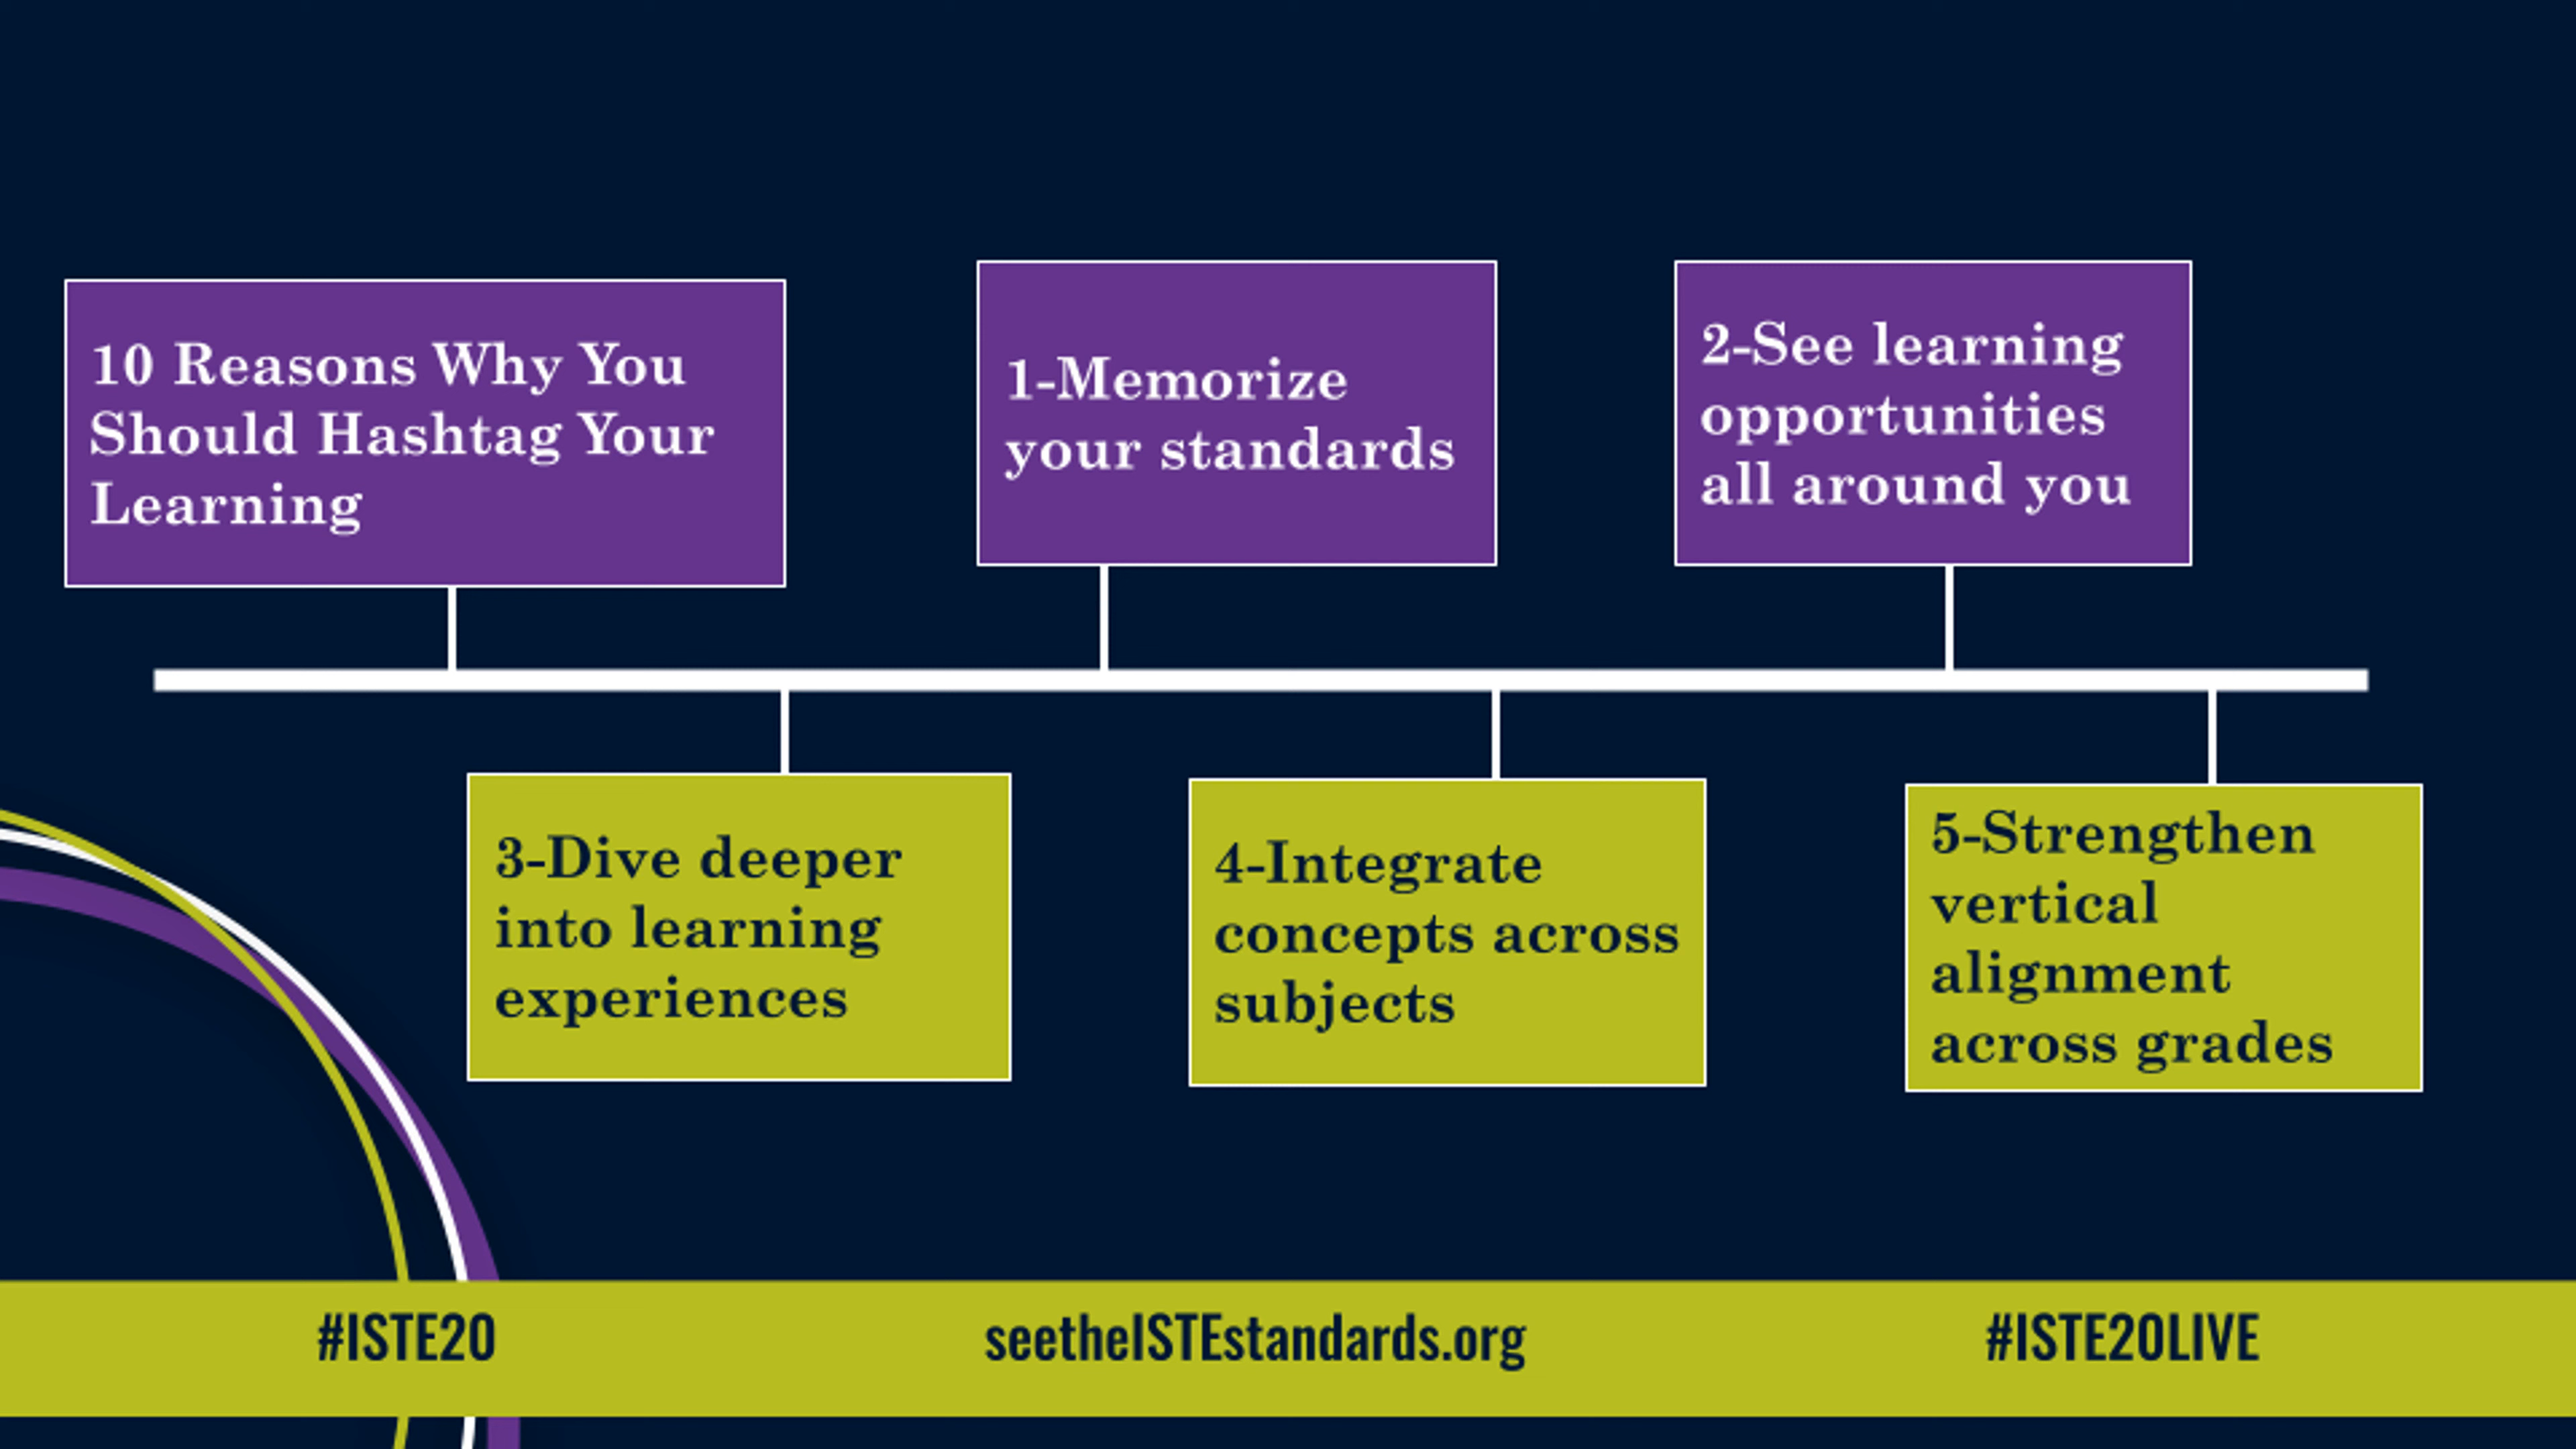 10 Reasons Why You
Should Hashtag Your
Learning
1-Memorize
your standards
2-See learning
opportunities
all around you
3-Dive deeper
into learning
experiences
4-Integrate
concepts across
subjects
5-Strengthen
vertical
alignment
across grades
#ISTE20
seetheISTEstandards.org
#ISTE20LIVE